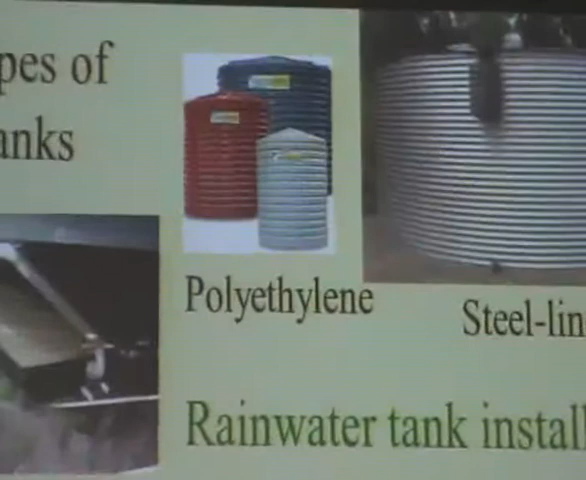 pes of
anks
Polyethylene
Steel-lin
Rainwater tank install